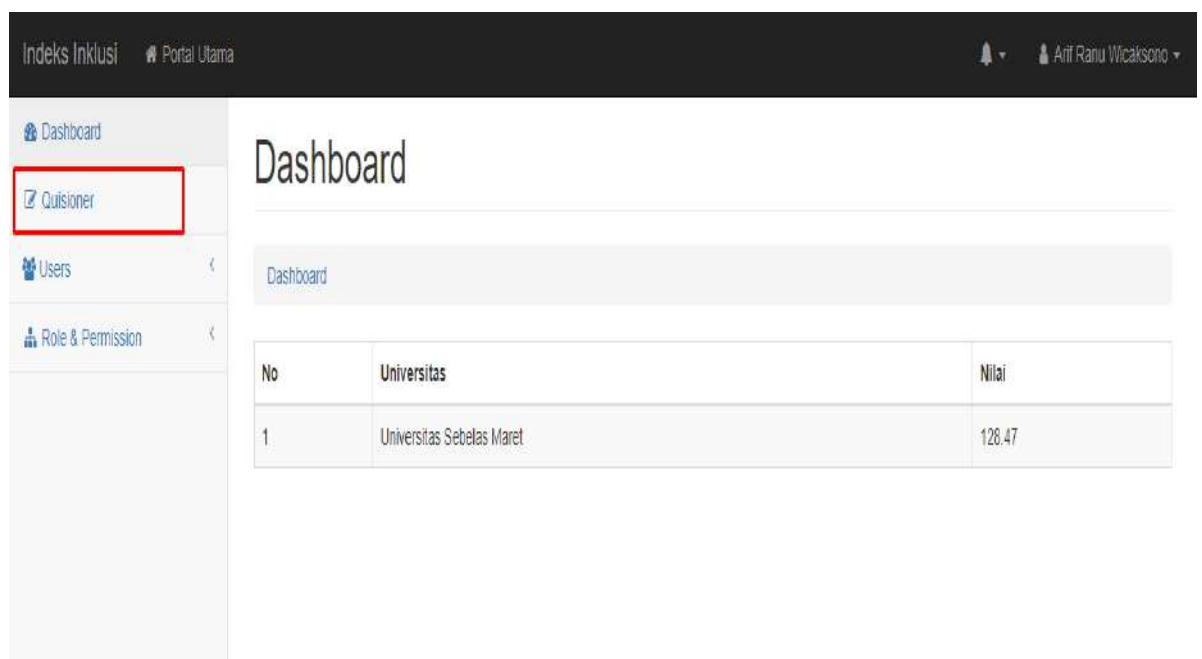 Indeks Inklusi Portal Utama Arif Ranu Wicaksono
Dashboard
Quisioner
Users
Role & Permission
Dashboard
Dashboard
No Universitas Nilai
1 Universitas Sebelas Maret 128.47